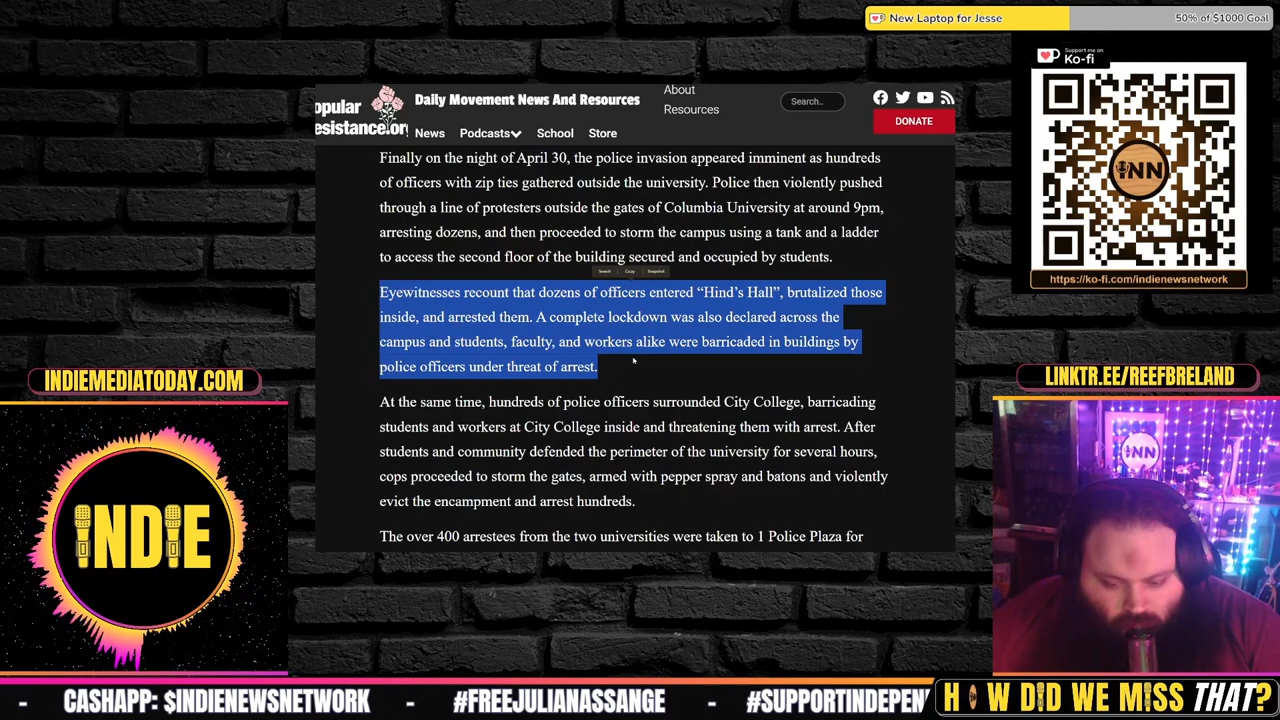 New Laptop for Jesse
50% of $1000 Goal
Support me on
Ko-fi
opular
esistance.org
Daily Movement News And Resources
About
Resources
Search..
DONATE
News
Podcasts
School
Store
Finally on the night of April 30, the police invasion appeared imminent as hundreds
of officers with zip ties gathered outside the university. Police then violently pushed
through a line of protesters outside the gates of Columbia University at around 9pm,
arresting dozens, and then proceeded to storm the campus using a tank and a ladder
to access the second floor of the building secured and occupied by students.
Search
Copy
Snapshot
Eyewitnesses recount that dozens of officers entered “Hind’s Hall”, brutalized those
inside, and arrested them. A complete lockdown was also declared across the
campus and students, faculty, and workers alike were barricaded in buildings by
police officers under threat of arrest.
At the same time, hundreds of police officers surrounded City College, barricading
students and workers at City College inside and threatening them with arrest. After
students and community defended the perimeter of the university for several hours,
cops proceeded to storm the gates, armed with pepper spray and batons and violently
evict the encampment and arrest hundreds.
The over 400 arrestees from the two universities were taken to 1 Police Plaza for
INN
https://ko-fi.com/indienewsnetwork
INDIEMEDIATODAY.COM
LINKTR.EE/REEFBRELAND
INDIE
INN
- CASHAPP: $INDIENEWSNETWORK - #FREEJULIANASSANGE - #SUPPORTINDEPEN
HOW DID WE MISS THAT?